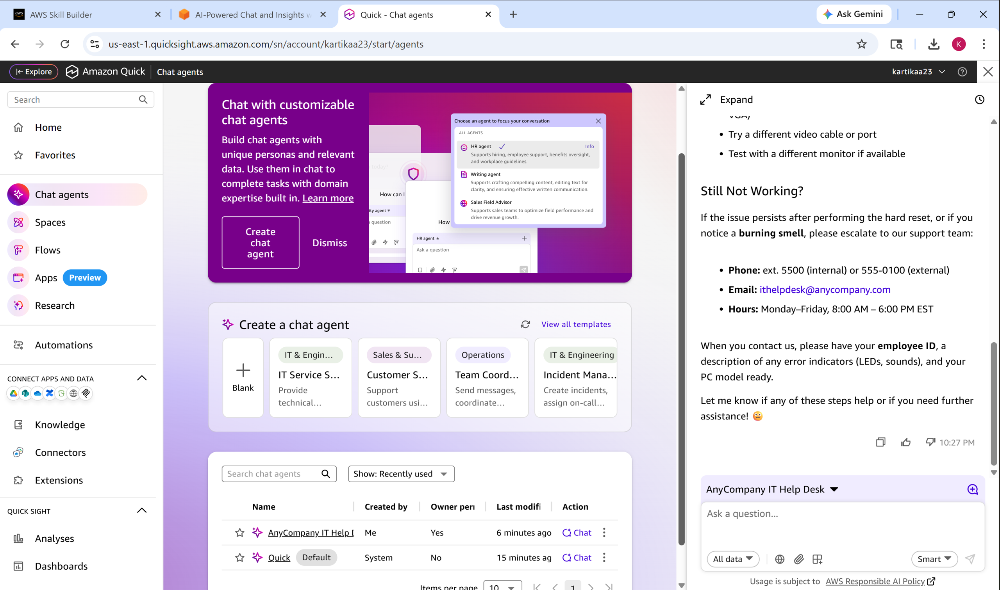 aws AWS Skill Builder
AI-Powered Chat and Insights w
Quick - Chat agents
Ask Gemini
us-east-1.quicksight.aws.amazon.com/sn/account/kartikaa23/start/agents
K
Explore
Amazon Quick
Chat agents
kartikaa23
Search
Home
Favorites
Chat agents
Spaces
Flows
Apps Preview
Research
Automations
CONNECT APPS AND DATA
Knowledge
Connectors
Extensions
QUICK SIGHT
Analyses
Dashboards
Chat with customizable
chat agents
Build chat agents with
unique personas and relevant
data. Use them in chat to
complete tasks with domain
expertise built in. Learn more
Create
chat
agent
Dismiss
today?
How can I
ity agent
question
How
Choose an agent to focus your conversation
ALL AGENTS
HR agent
Info
Supports hiring, employee support, benefits oversight,
and workplace guidelines.
Writing agent
Supports crafting compelling content, editing text for
clarity, and ensuring effective written communication.
Sales Field Advisor
Supports sales teams to optimize field performance and
drive revenue growth.
HR agent
Ask a question
Create a chat agent
View all templates
Blank
IT & Engin...
IT Service S...
Provide
technical...
Sales & Su...
Customer S...
Support
customers usi...
Operations
Team Coord...
Send messages,
coordinate...
IT & Engineering
Incident Mana...
Create incidents,
assign on-call...
Search chat agents
Show: Recently used
Name Created by Owner peri Last modifi Action
AnyCompany IT Help D Me Yes 6 minutes ago Chat
Quick Default System No 15 minutes ag Chat
Items per page 10 1
Expand
VGA)
• Try a different video cable or port
• Test with a different monitor if available
Still Not Working?
If the issue persists after performing the hard reset, or if you
notice a burning smell, please escalate to our support team:
• Phone: ext. 5500 (internal) or 555-0100 (external)
• Email: ithelpdesk@anycompany.com
• Hours: Monday–Friday, 8:00 AM – 6:00 PM EST
When you contact us, please have your employee ID, a
description of any error indicators (LEDs, sounds), and your
PC model ready.
Let me know if any of these steps help or if you need further
assistance! 🙂
10:27 PM
AnyCompany IT Help Desk
Ask a question...
All data
Smart
Usage is subject to AWS Responsible AI Policy